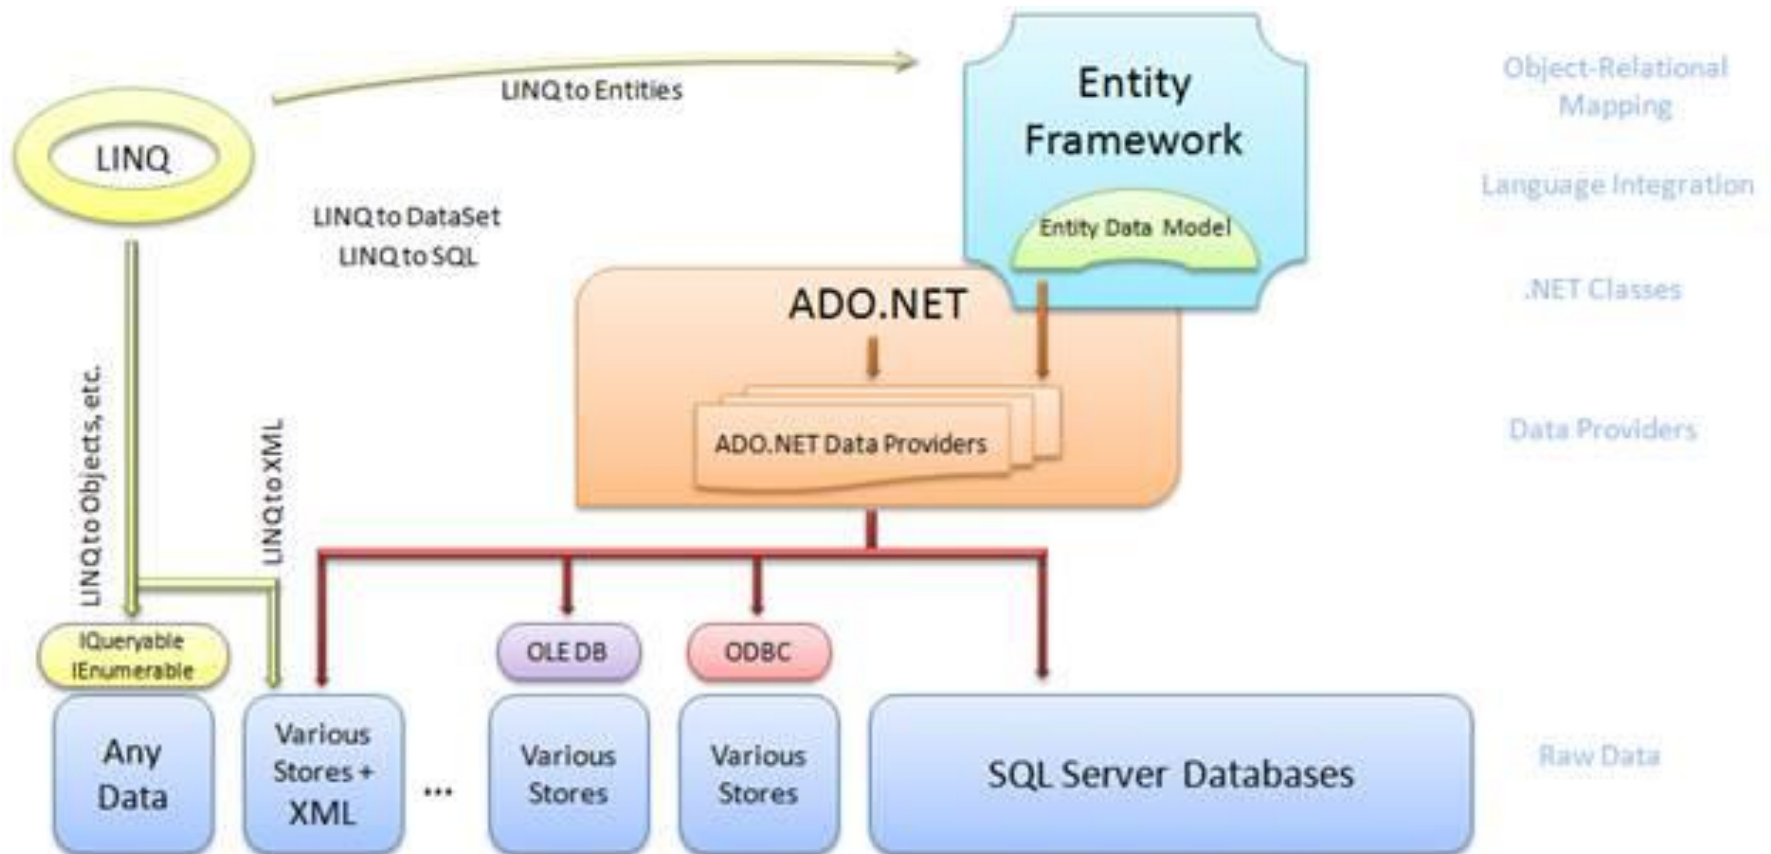 LINQ to Entities
Entity
Framework
Entity Data Model
Object-Relational
Mapping
LINQ
Language Integration
LINQ to DataSet
LINQ to SQL
ADO.NET
.NET Classes
LINQ to Objects, etc.
LINQ to XML
ADO.NET Data Providers
Data Providers
IQueryable
IEnumerable
OLE DB
ODBC
Any
Data
Various
Stores +
XML
...
Various
Stores
Various
Stores
SQL Server Databases
Raw Data